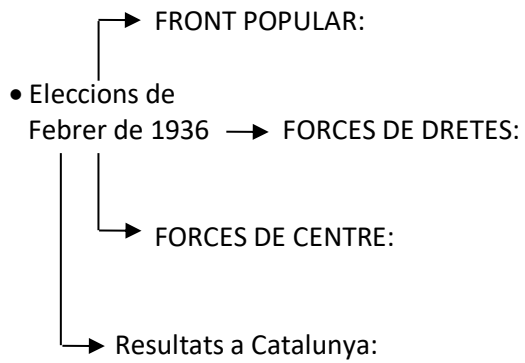 FRONT POPULAR:
• Eleccions de
Febrer de 1936
FORCES DE DRETES:
FORCES DE CENTRE:
Resultats a Catalunya: